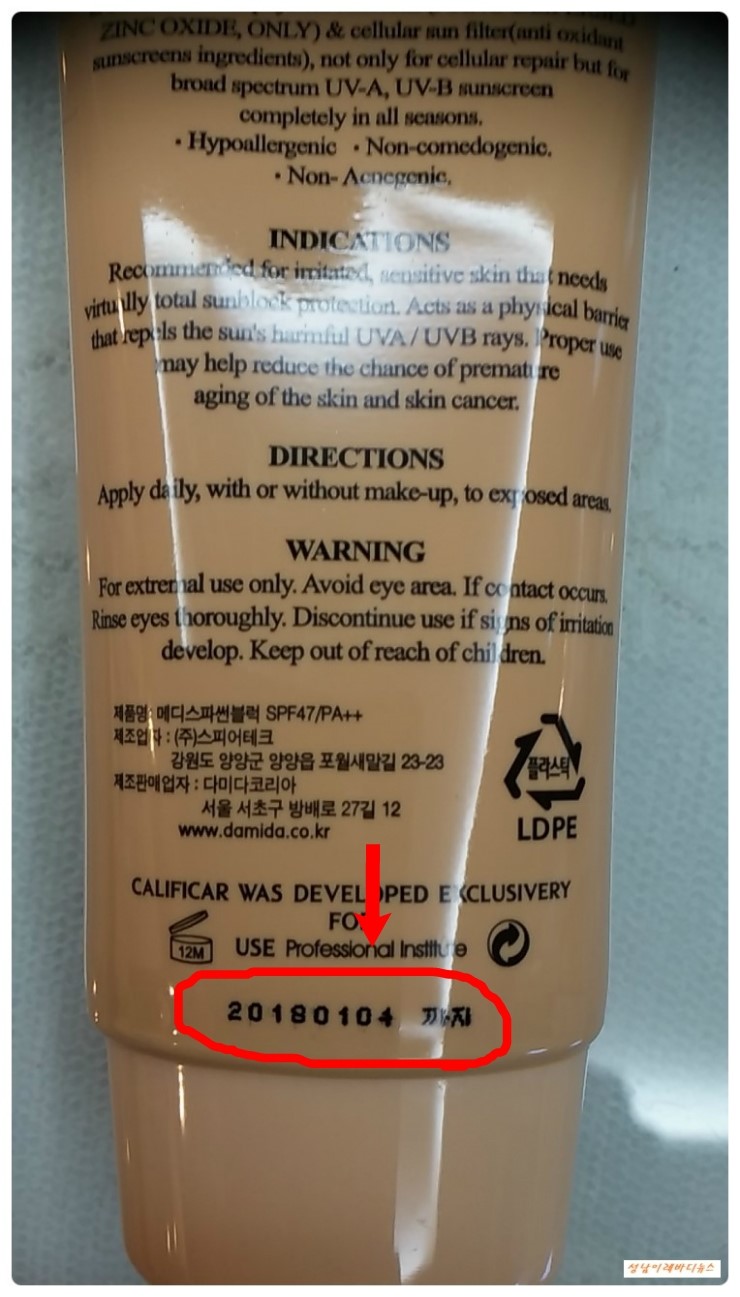 ZINC OXIDE, ONLY) & cellular sun filter(anti oxidant
sunscreens ingredients), not only for cellular repair but for
broad spectrum UV-A, UV-B sunscreen
completely in all seasons.
· Hypoallergenic · Non-comedogenic.
· Non- Acnegenic.
INDICATIONS
Recommended for irritated, sensitive skin that needs
virtually total sunblock protection. Acts as a physical barrier
that repels the sun's harmful UVA / UVB rays. Proper use
may help reduce the chance of premature
aging of the skin and skin cancer.
DIRECTIONS
Apply daily, with or without make-up, to exposed areas.
WARNING
For extremal use only. Avoid eye area. If contact occurs.
Rinse eyes thoroughly. Discontinue use if signs of irritation
develop. Keep out of reach of children.
제품명: 메디스파썬블럭 SPF47/PA++
제조업자 : (주)스피어테크
강원도 양양군 양양읍 포월새말길 23-23
제조판매업자 : 다미다코리아
서울 서초구 방배로 27길 12
www.damida.co.kr
플라스틱
LDPE
CALIFICAR WAS DEVELOPED EXCLUSIVERY
FOR
12M USE Professional Institute
20180104 까지
성남이레바디뉴스